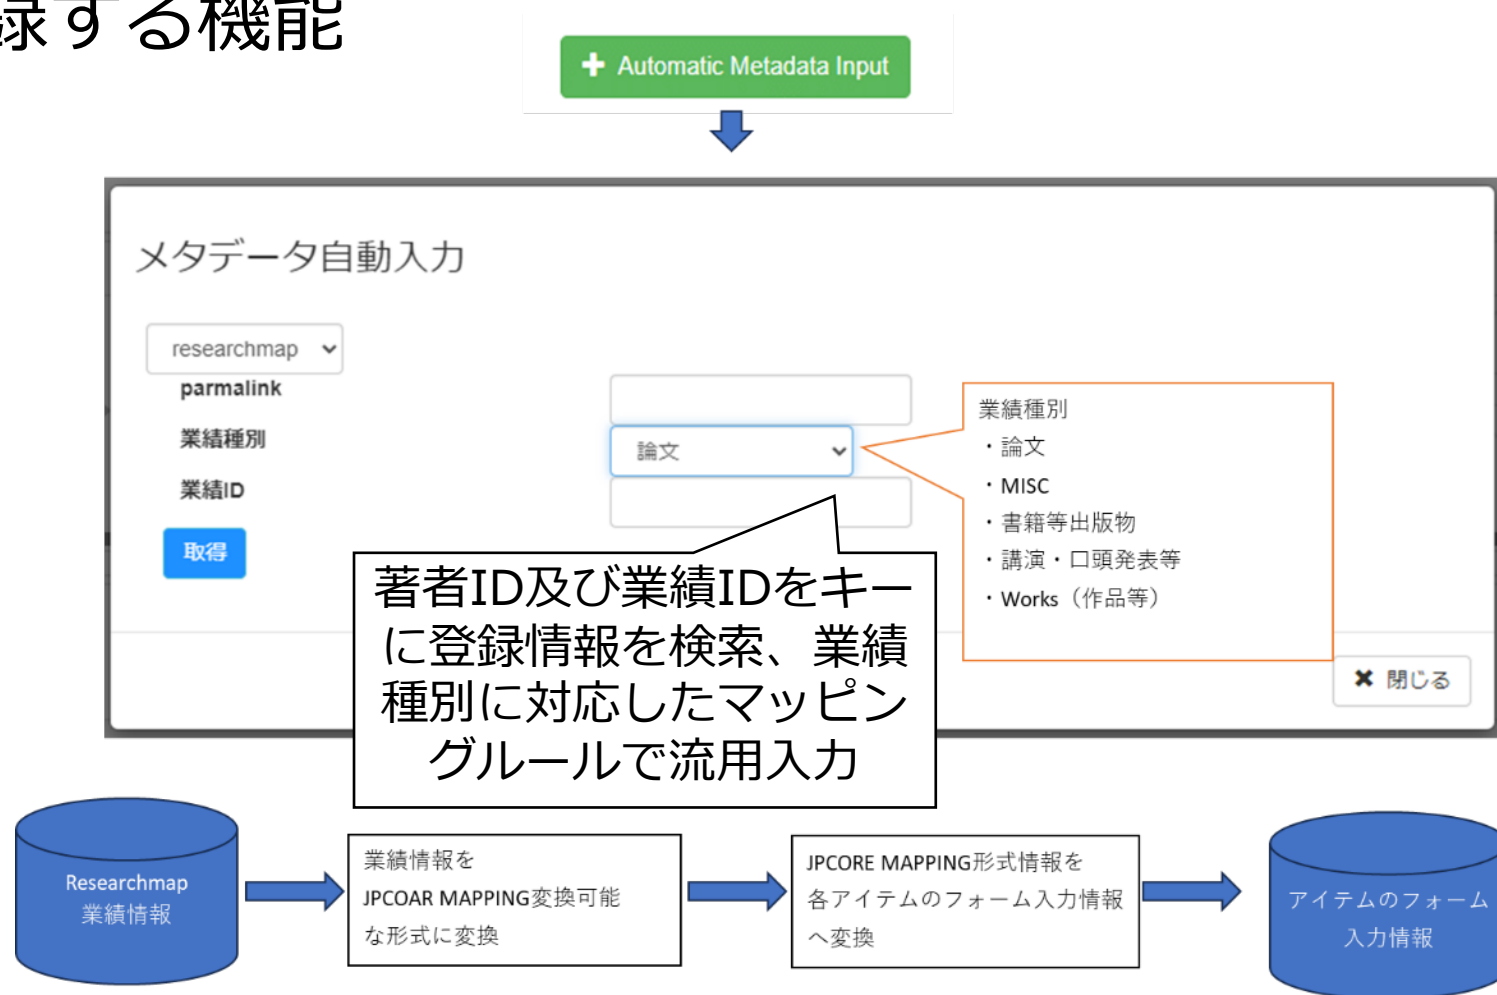 録する機能
Automatic Metadata Input
メタデータ自動入力
researchmap
parmalink
業績種別
論文
業績ID
取得
業績種別
・論文
・MISC
・書籍等出版物
・講演・口頭発表等
・Works（作品等）
著者ID及び業績IDをキー
に登録情報を検索、業績
種別に対応したマッピン
グルールで流用入力
閉じる
Researchmap
業績情報
業績情報を
JPCOAR MAPPING変換可能
な形式に変換
JPCORE MAPPING形式情報を
各アイテムのフォーム入力情報
へ変換
アイテムのフォーム
入力情報